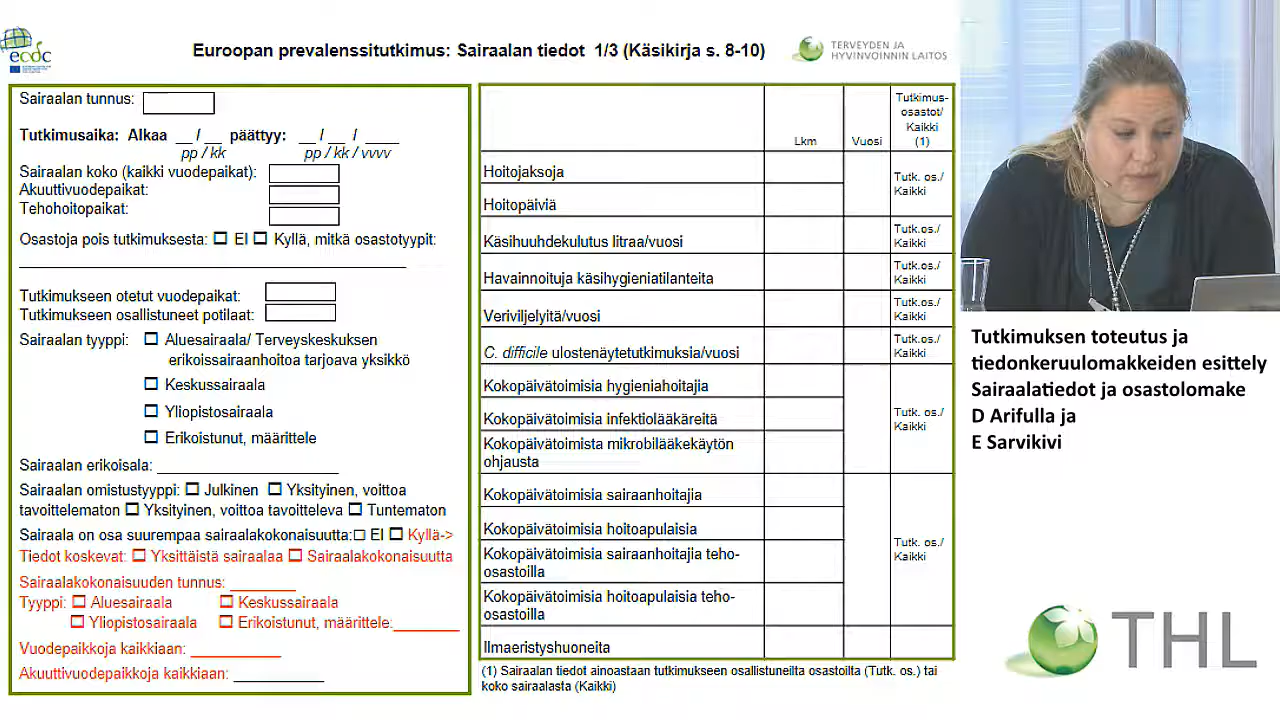 ecdc
Euroopan prevalenssitutkimus: Sairaalan tiedot 1/3 (Käsikirja s. 8-10)
TERVEYDEN JA
HYVINVOINNIN LAITOS
Sairaalan tunnus:
Tutkimusaika: Alkaa __/__ päättyy: __/__ / ____
pp / kk pp / kk / vvvv
Sairaalan koko (kaikki vuodepaikat):
Akuuttivuodepaikat:
Tehohoitopaikat:
Osastoja pois tutkimuksesta: ☐ EI ☐ Kyllä, mitkä osastotyypit:
Tutkimukseen otetut vuodepaikat:
Tutkimukseen osallistuneet potilaat:
Sairaalan tyyppi: ☐ Aluesairaala/ Terveyskeskuksen
erikoissairaanhoitoa tarjoava yksikkö
☐ Keskussairaala
☐ Yliopistosairaala
☐ Erikoistunut, määrittele
Sairaalan erikoisala: ____
Sairaalan omistustyyppi: ☐ Julkinen ☐ Yksityinen, voittoa
tavoittelematon ☐ Yksityinen, voittoa tavoitteleva ☐ Tuntematon
Sairaala on osa suurempaa sairaalakokonaisuutta: ☐ EI ☐ Kyllä->
Tiedot koskevat: ☐ Yksittäistä sairaalaa ☐ Sairaalakokonaisuutta
Sairaalakokonaisuuden tunnus: ____
Tyyppi: ☐ Aluesairaala ☐ Keskussairaala
☐ Yliopistosairaala ☐ Erikoistunut, määrittele:____
Vuodepaikkoja kaikkiaan: ____
Akuuttivuodepaikkoja kaikkiaan: ____
Lkm
Vuosi
Tutkimus-
osastot/
Kaikki
(1)
Hoitojaksoja
Hoitopäiviä
Tutk. os./
Kaikki
Käsihuuhdekulutus litraa/vuosi
Tutk.os./
Kaikki
Havainnoituja käsihygieniatilanteita
Tutk.os./
Kaikki
Veriviljelyitä/vuosi
Tutk.os./
Kaikki
C. difficile ulostenäytetutkimuksia/vuosi
Tutk.os./
Kaikki
Kokopäivätoimisia hygieniahoitajia
Kokopäivätoimisia infektiolääkäreitä
Kokopäivätoimista mikrobilääkekäytön
ohjausta
Tutk. os./
Kaikki
Kokopäivätoimisia sairaanhoitajia
Kokopäivätoimisia hoitoapulaisia
Kokopäivätoimisia sairaanhoitajia teho-
osastoilla
Kokopäivätoimisia hoitoapulaisia teho-
osastoilla
Tutk. os./
Kaikki
Ilmaeristyshuoneita
(1) Sairaalan tiedot ainoastaan tutkimukseen osallistuneilta osastoilta (Tutk. os.) tai
koko sairaalasta (Kaikki)
Tutkimuksen toteutus ja
tiedonkeruulomakkeiden esittely
Sairaalatiedot ja osastolomake
D Arifulla ja
E Sarvikivi
THL